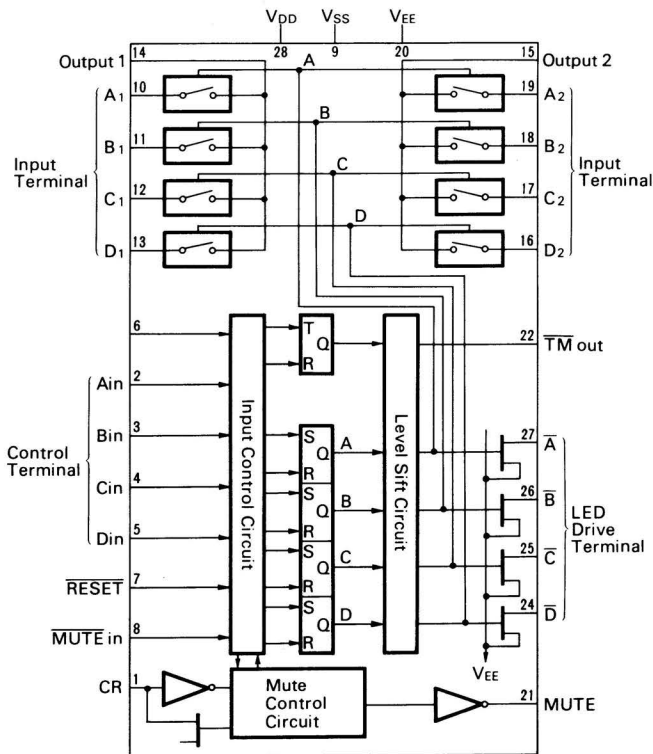 VDD VSS VEE
14 28 9 20 15
Output 1 A Output 2
10 19
A1 A2
B
11 18
B1 B2
Input Terminal
C
12 17
C1 C2
Input Terminal
D
13 16
D1 D2
6
T Q R
22 TM out
2
Ain
3
Bin
Control Terminal
4
Cin
5
Din
7
RESET
8
MUTE in
Input Control Circuit
S Q R A
S Q R B
S Q R C
S Q R D
Level Sift Circuit
27 A
26 B
LED Drive Terminal
25 C
24 D
VEE
1
CR
Mute Control Circuit
21
MUTE